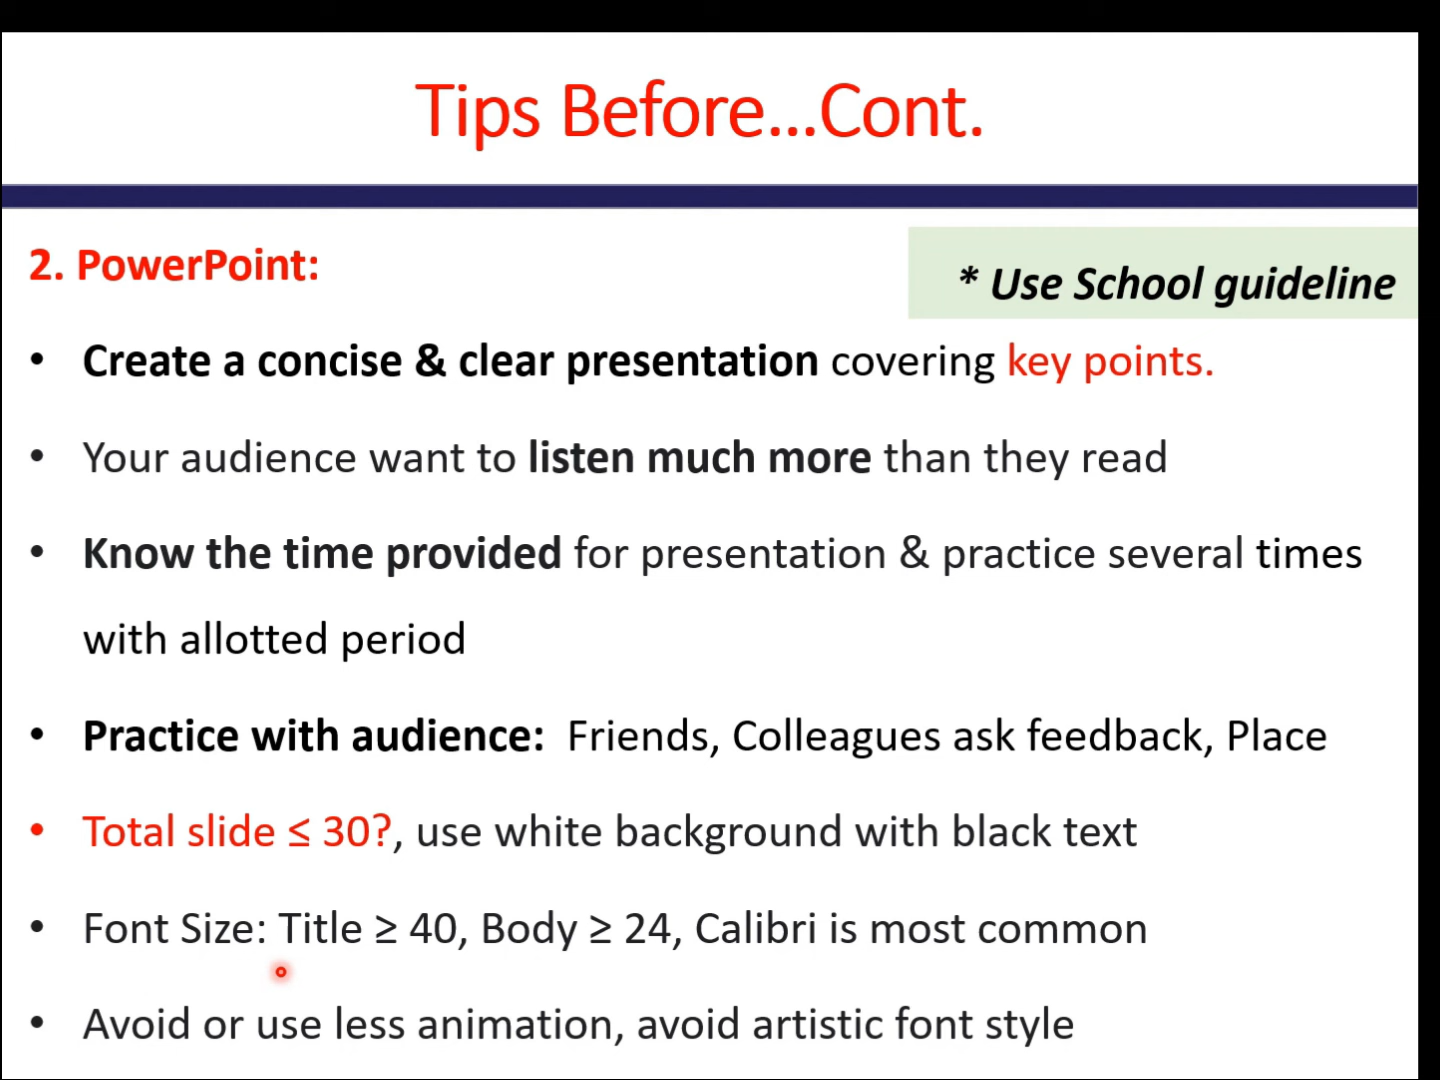 Tips Before...Cont.
2. PowerPoint:
* Use School guideline
• Create a concise & clear presentation covering key points.
• Your audience want to listen much more than they read
• Know the time provided for presentation & practice several times
with allotted period
• Practice with audience: Friends, Colleagues ask feedback, Place
• Total slide ≤ 30?, use white background with black text
• Font Size: Title ≥ 40, Body ≥ 24, Calibri is most common
• Avoid or use less animation, avoid artistic font style